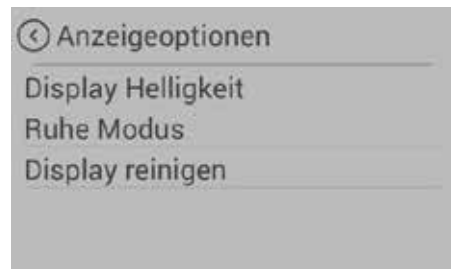 Anzeigeoptionen
Display Helligkeit
Ruhe Modus
Display reinigen